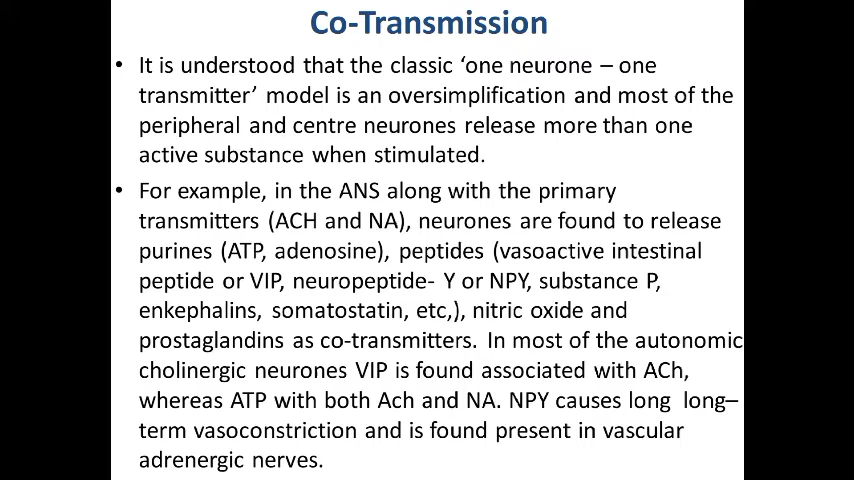 Co-Transmission
• It is understood that the classic ‘one neurone – one
transmitter’ model is an oversimplification and most of the
peripheral and centre neurones release more than one
active substance when stimulated.
• For example, in the ANS along with the primary
transmitters (ACH and NA), neurones are found to release
purines (ATP, adenosine), peptides (vasoactive intestinal
peptide or VIP, neuropeptide- Y or NPY, substance P,
enkephalins, somatostatin, etc,), nitric oxide and
prostaglandins as co-transmitters. In most of the autonomic
cholinergic neurones VIP is found associated with ACh,
whereas ATP with both Ach and NA. NPY causes long long–
term vasoconstriction and is found present in vascular
adrenergic nerves.